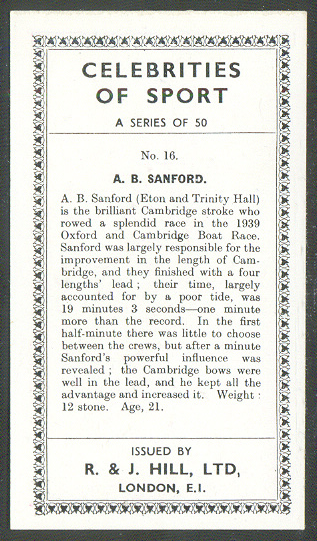 CELEBRITIES
OF SPORT
A SERIES OF 50
No. 16.
A. B. SANFORD.
A. B. Sanford (Eton and Trinity Hall)
is the brilliant Cambridge stroke who
rowed a splendid race in the 1939
Oxford and Cambridge Boat Race.
Sanford was largely responsible for the
improvement in the length of Cam-
bridge, and they finished with a four
lengths' lead ; their time, largely
accounted for by a poor tide, was
19 minutes 3 seconds—one minute
more than the record. In the first
half-minute there was little to choose
between the crews, but after a minute
Sanford's powerful influence was
revealed ; the Cambridge bows were
well in the lead, and he kept all the
advantage and increased it. Weight :
12 stone. Age, 21.
ISSUED BY
R. & J. HILL, LTD,
LONDON, E.I.